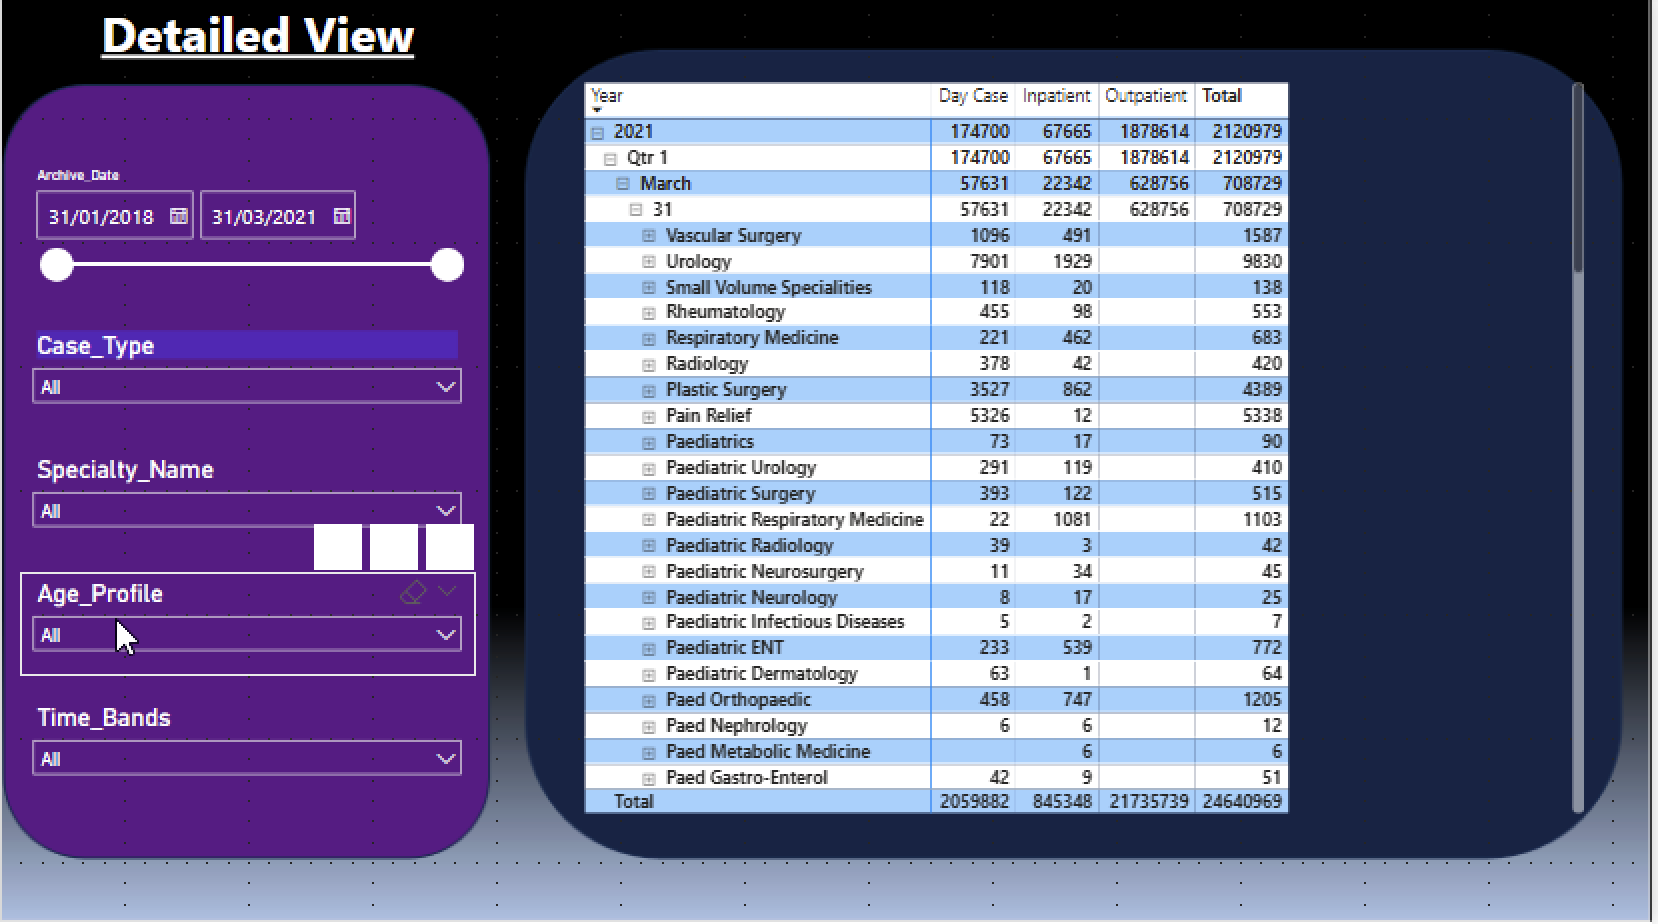 Detailed View
Archive_Date
31/01/2018 31/03/2021
Case_Type
All
Specialty_Name
All
Age_Profile
All
Time_Bands
All
Year Day Case Inpatient Outpatient Total
2021 174700 67665 1878614 2120979
Qtr 1 174700 67665 1878614 2120979
March 57631 22342 628756 708729
31 57631 22342 628756 708729
Vascular Surgery 1096 491 1587
Urology 7901 1929 9830
Small Volume Specialities 118 20 138
Rheumatology 455 98 553
Respiratory Medicine 221 462 683
Radiology 378 42 420
Plastic Surgery 3527 862 4389
Pain Relief 5326 12 5338
Paediatrics 73 17 90
Paediatric Urology 291 119 410
Paediatric Surgery 393 122 515
Paediatric Respiratory Medicine 22 1081 1103
Paediatric Radiology 39 3 42
Paediatric Neurosurgery 11 34 45
Paediatric Neurology 8 17 25
Paediatric Infectious Diseases 5 2 7
Paediatric ENT 233 539 772
Paediatric Dermatology 63 1 64
Paed Orthopaedic 458 747 1205
Paed Nephrology 6 6 12
Paed Metabolic Medicine 6 6
Paed Gastro-Enterol 42 9 51
Total 2059882 845348 21735739 24640969